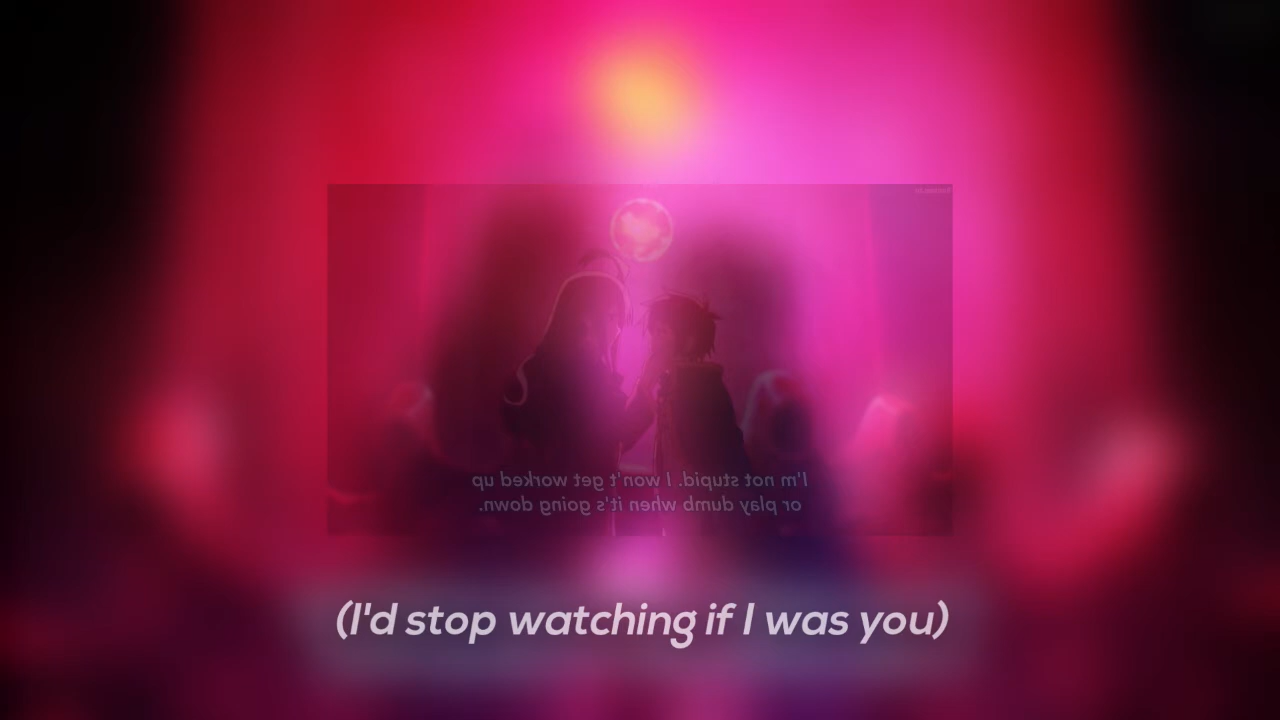 I'm not stupid. I won't get worked up
or play dumb when it's going down.
(I'd stop watching if I was you)